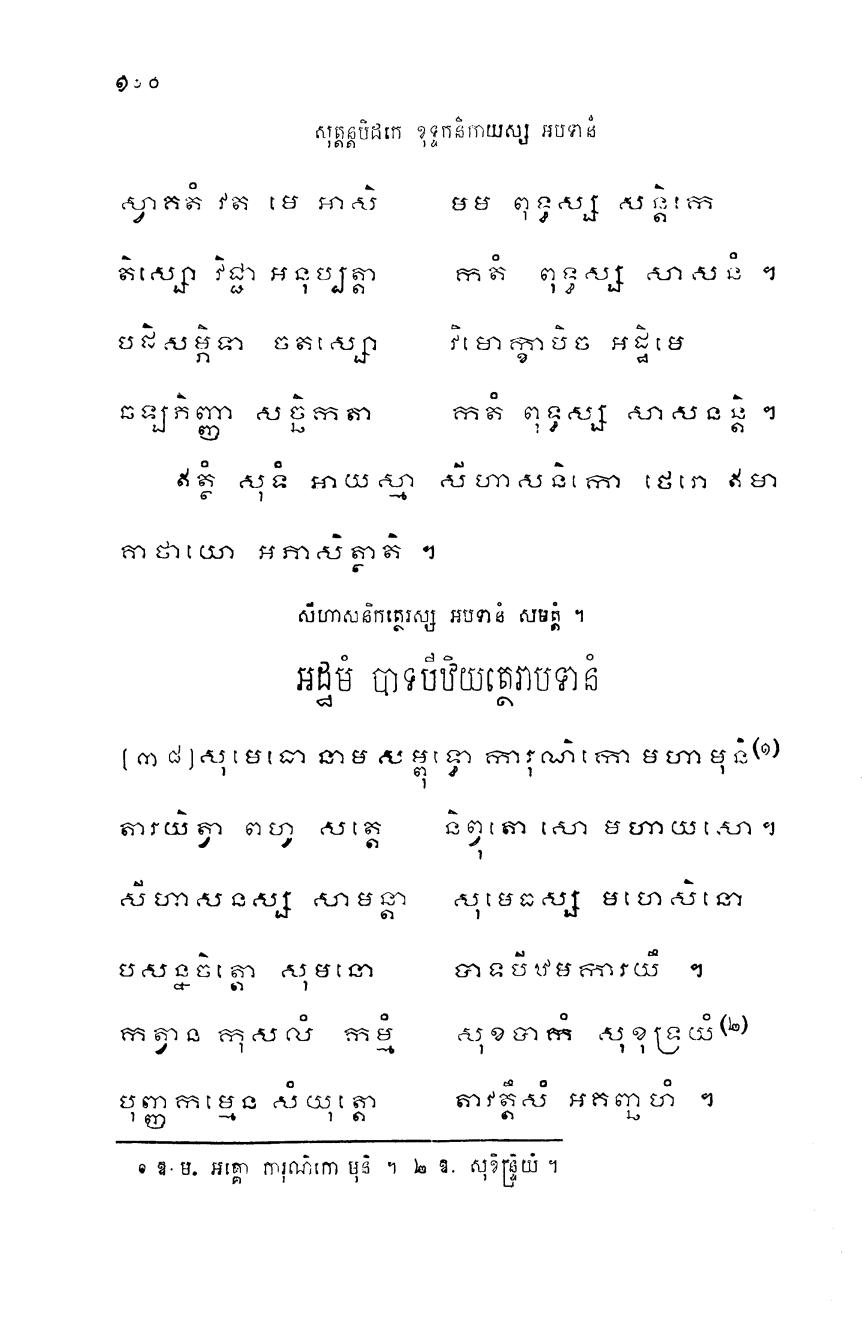 ១៦០
សុត្តន្តបិដកេ ខុទ្ទកនិកាយស្ស អបទានំ
ស្វាគតំ វត មេ អាសិ មម ពុទ្ធស្ស សន្តិកេ
តិស្សោ វិជ្ជា អនុប្បត្តា កតំ ពុទ្ធស្ស សាសនំ ។
បដិសម្ភិទា ចតស្សោ វិមោក្ខាបិច អដ្ឋិមេ
ឆឡភិញ្ញា សច្ឆិកតា កតំ ពុទ្ធស្ស សាសនន្តិ ។
ឥត្ថំ សុទំ អាយស្មា សីហាសនិកោ ថេរោ ឥមា
គាថាយោ អភាសិត្ថាតិ ។
សីហាសនិកត្ថេរស្ស អបទានំ សមត្តំ ។
អដ្ឋមំ បាទបីឋិយត្ថេរាបទានំ
[៣៨] សុមេធោ នាម សម្ពុទ្ធោ ការុណិកោ មហាមុនិ(១)
តារយិត្វា ពហូ សត្តេ និព្វុតោ សោ មហាយសោ។
សីហាសនស្ស សាមន្តា សុមេធស្ស មហេសិនោ
បសន្នចិត្តោ សុមនោ បាទបីឋមការយឹ ។
កត្វាន កុសលំ កម្មំ សុខបាកំ សុខុទ្រយំ(២)
បុញ្ញកម្មេន សំយុត្តោ តាវត្តឹសំ អគញ្ឆហំ ។
១ ឱ. ម. អគ្គោ ការុណិកោ មុនិ ។ ២ ឱ. សុខិន្ទ្រិយំ ។